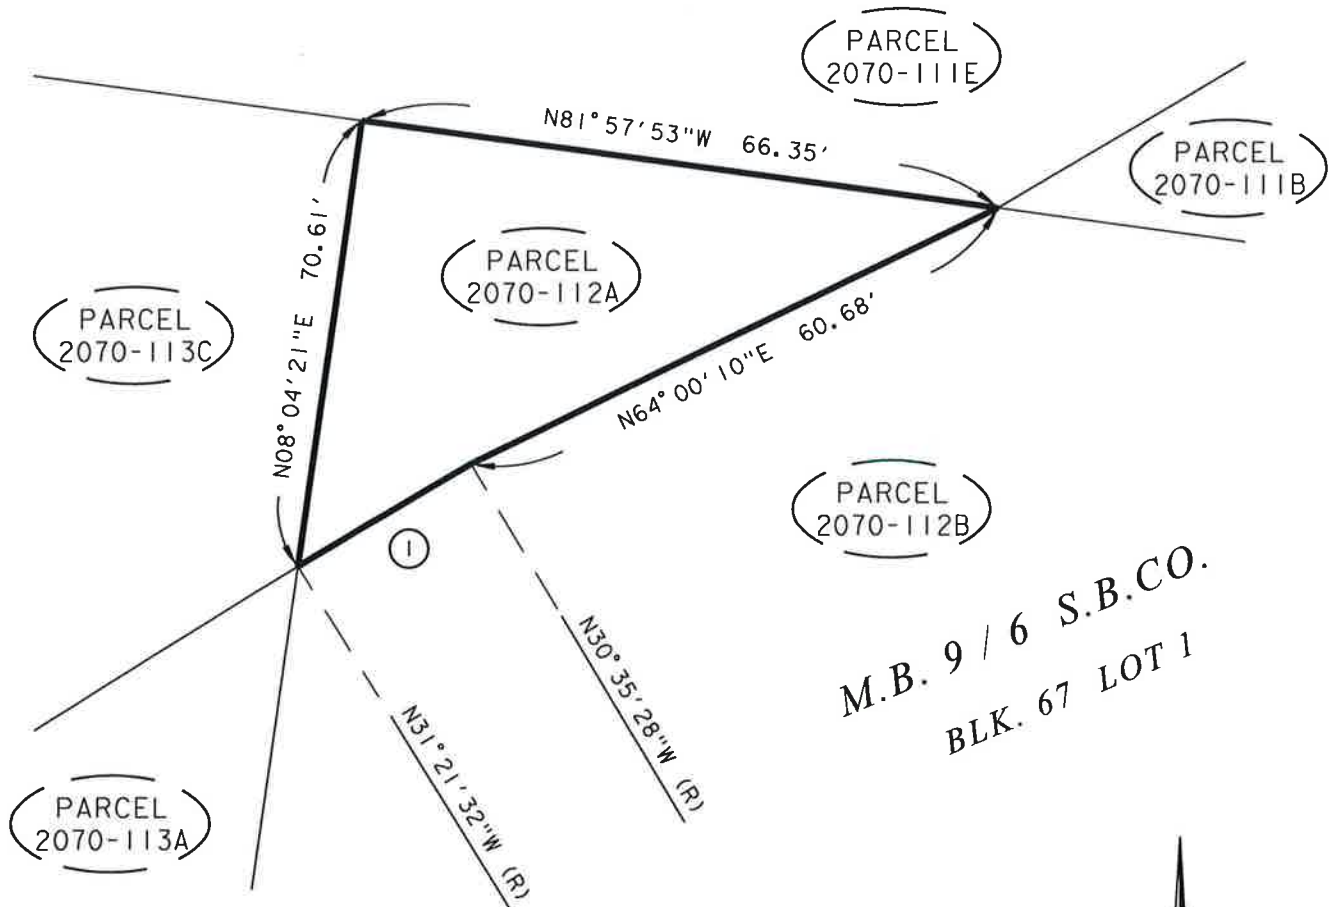 PARCEL
2070-111E
N81°57'53"W 66.35'
PARCEL
2070-111B
N08°04'21"E 70.61'
PARCEL
2070-112A
PARCEL
2070-113C
N64°00'10"E 60.68'
PARCEL
2070-112B
1
M.B. 9 / 6 S.B.CO.
BLK. 67 LOT 1
N30°35'28"W (R)
N31°21'32"W (R)
PARCEL
2070-113A